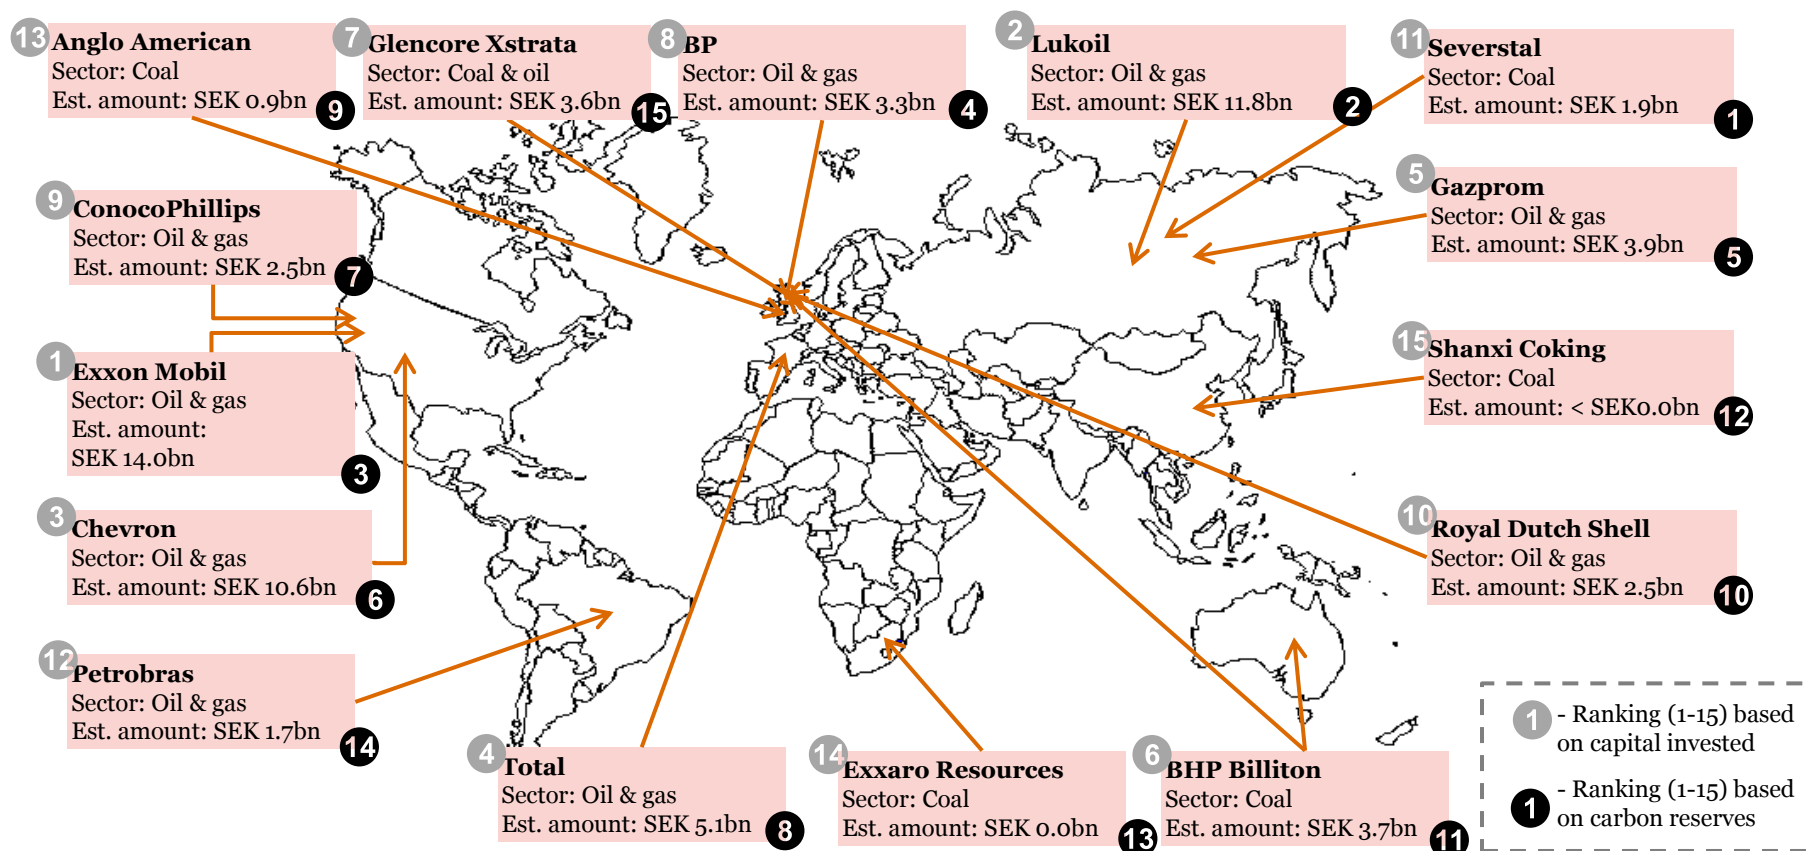 13
Anglo American
Sector: Coal
Est. amount: SEK 0.9bn
9
7
Glencore Xstrata
Sector: Coal & oil
Est. amount: SEK 3.6bn
15
8
BP
Sector: Oil & gas
Est. amount: SEK 3.3bn
4
2
Lukoil
Sector: Oil & gas
Est. amount: SEK 11.8bn
2
11
Severstal
Sector: Coal
Est. amount: SEK 1.9bn
1
9
ConocoPhillips
Sector: Oil & gas
Est. amount: SEK 2.5bn
7
5
Gazprom
Sector: Oil & gas
Est. amount: SEK 3.9bn
5
1
Exxon Mobil
Sector: Oil & gas
Est. amount:
SEK 14.0bn
3
15
Shanxi Coking
Sector: Coal
Est. amount: < SEK0.0bn
12
3
Chevron
Sector: Oil & gas
Est. amount: SEK 10.6bn
6
10
Royal Dutch Shell
Sector: Oil & gas
Est. amount: SEK 2.5bn
10
12
Petrobras
Sector: Oil & gas
Est. amount: SEK 1.7bn
14
4
Total
Sector: Oil & gas
Est. amount: SEK 5.1bn
8
14
Exxaro Resources
Sector: Coal
Est. amount: SEK 0.0bn
13
6
BHP Billiton
Sector: Coal
Est. amount: SEK 3.7bn
11
1 - Ranking (1-15) based
on capital invested
1 - Ranking (1-15) based
on carbon reserves